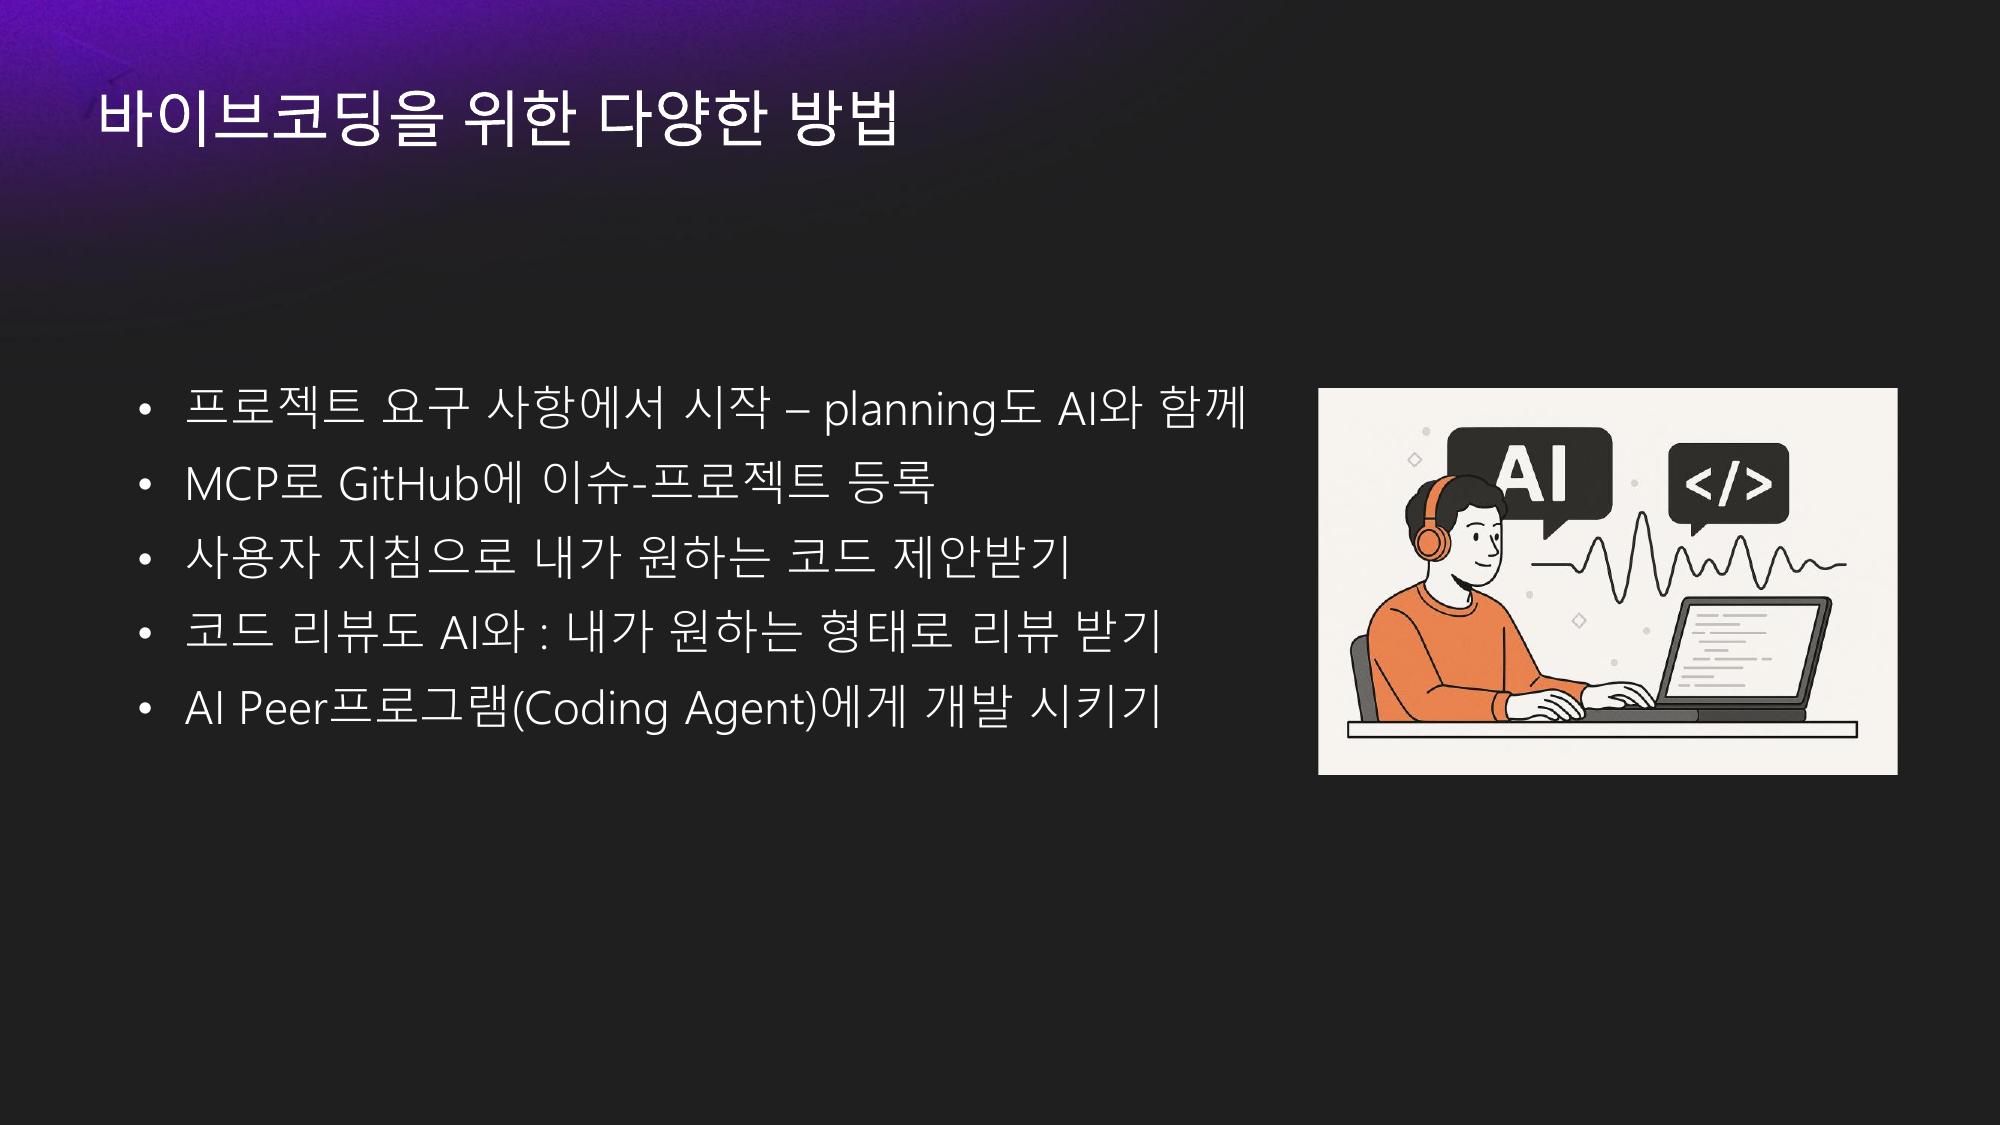 바이브코딩을 위한 다양한 방법
• 프로젝트 요구 사항에서 시작 – planning도 AI와 함께
• MCP로 GitHub에 이슈-프로젝트 등록
• 사용자 지침으로 내가 원하는 코드 제안받기
• 코드 리뷰도 AI와 : 내가 원하는 형태로 리뷰 받기
• AI Peer프로그램(Coding Agent)에게 개발 시키기
AI
</>